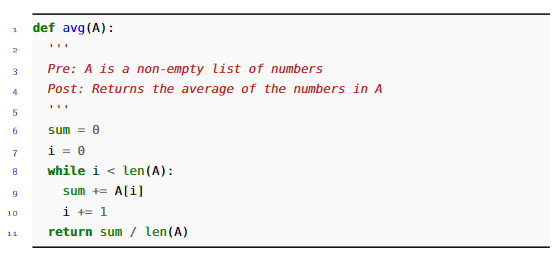 1 def avg(A):
2   '''
3   Pre: A is a non-empty list of numbers
4   Post: Returns the average of the numbers in A
5   '''
6   sum = 0
7   i = 0
8   while i < len(A):
9     sum += A[i]
10     i += 1
11   return sum / len(A)